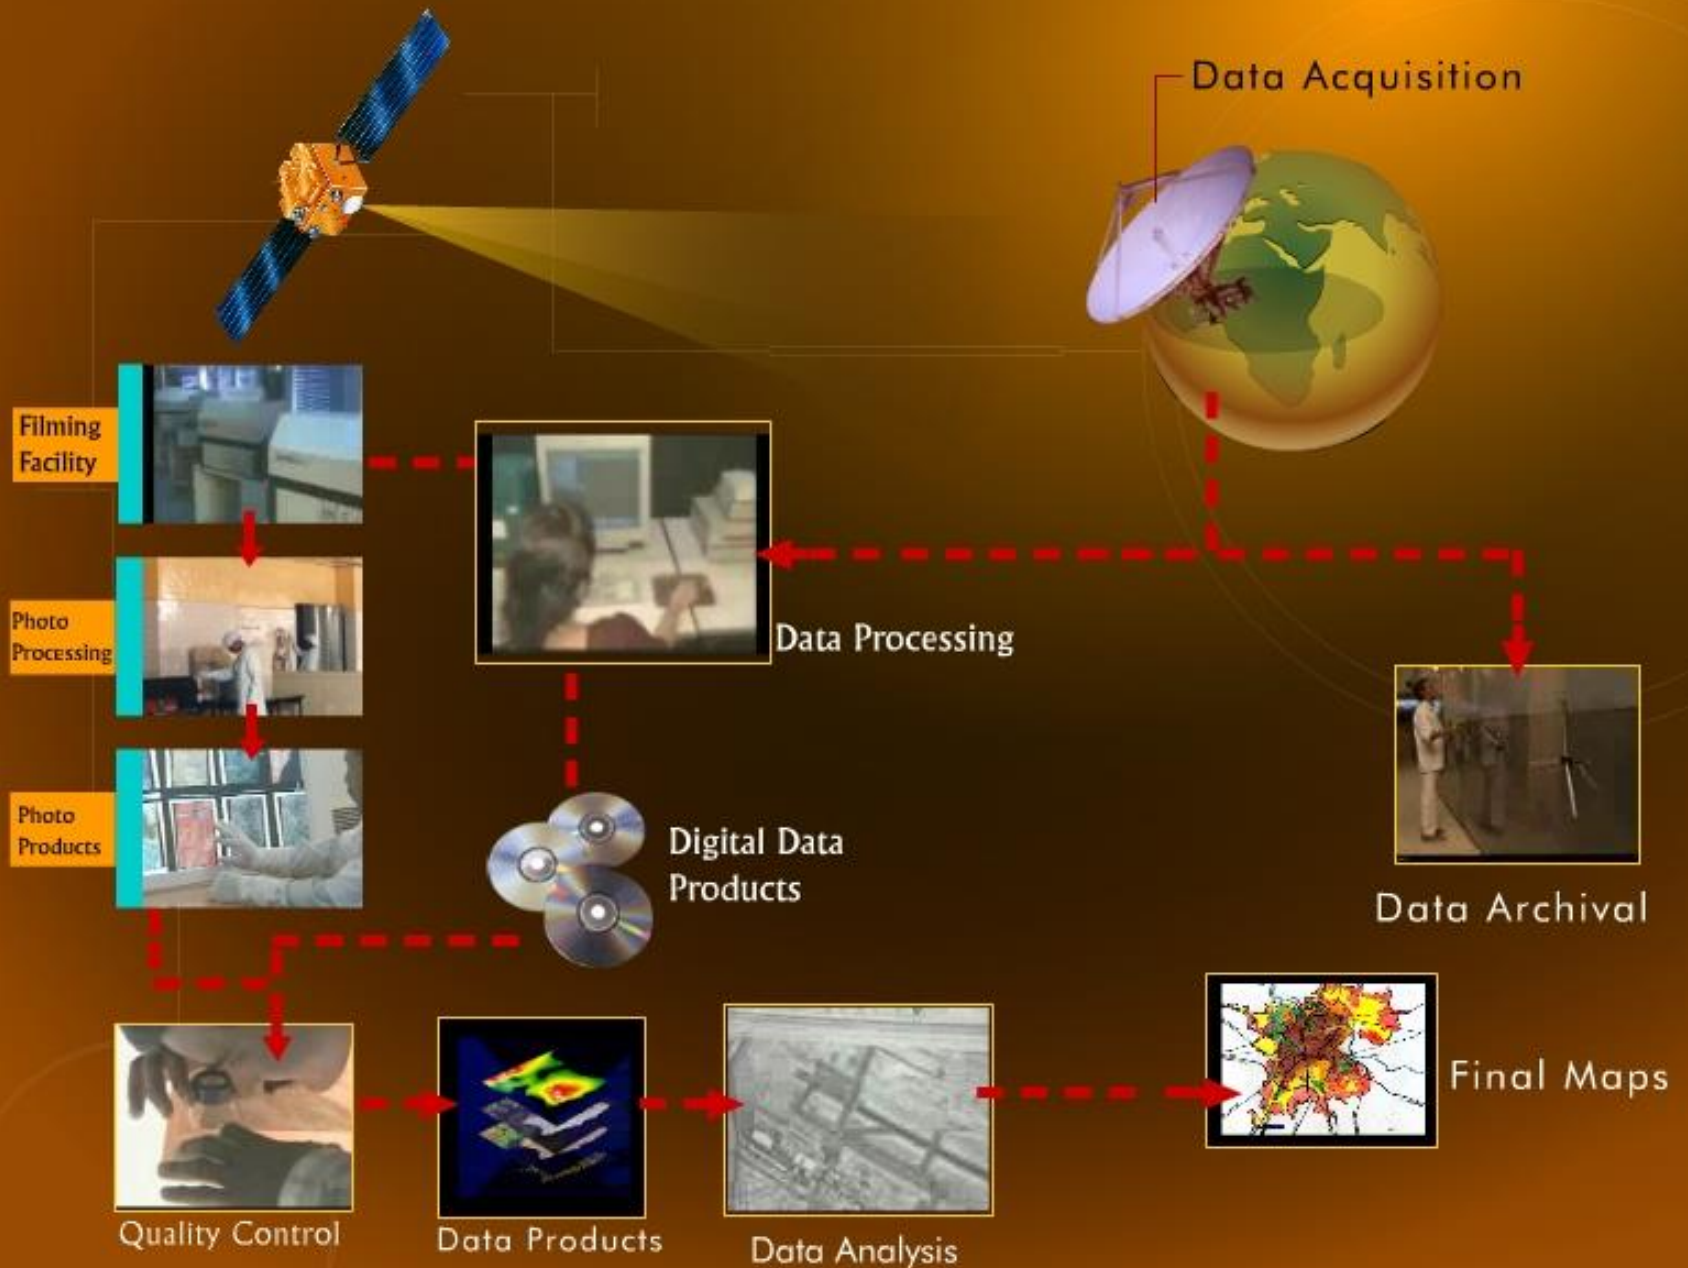 Data Acquisition
Filming
Facility
Photo
Processing
Data Processing
Photo
Products
Digital Data
Products
Data Archival
Final Maps
Quality Control
Data Products
Data Analysis